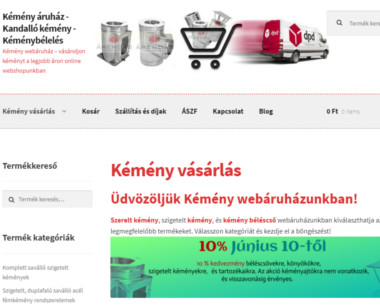 Kémény áruház -
Kandalló kémény -
Kéménybélelés
Kémény webáruház – vásároljon
kéményt a legjobb áron online
webshopunkban
dpd
Termék keresés
Kémény vásárlás
Kosár
Szállítás és díjak
ÁSZF
Kapcsolat
Blog
0 Ft 0 items
Termékkereső
Termék keresés…
Termék kategóriák
Komplett saválló szigetelt
kémények
Szigetelt, duplafalú saválló acél
fémkémény rendszerelemek
Kémény vásárlás
Üdvözöljük Kémény webáruházunkban!
Szerelt kémény, szigetelt kémény, és kémény béléscső webáruházunkban kiválaszthatja a
legmegfelelőbb termékeket. Válasszon kategóriát és kezdje el a böngészést!
10% Június 10-től
10 % kedvezmény béléscsövekre, könyökökre,
szigetelt kéményekre, és tartozékaikra. Az akció kéményajtókra nem vonatkozik,
és visszavonásig érvényes.